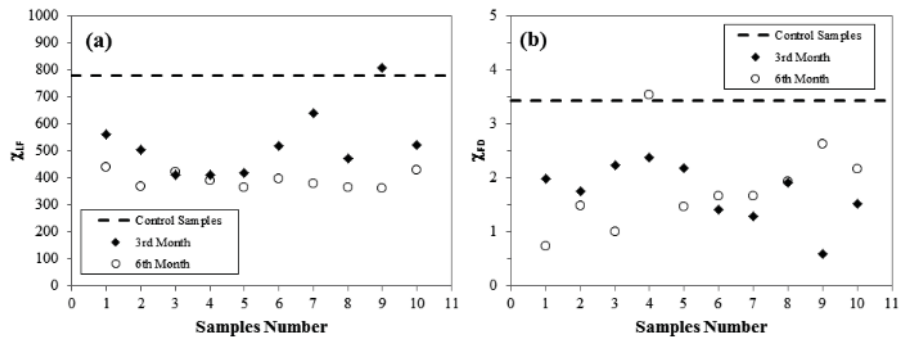 1000
900
800
700
600
500
400
300
200
100
0
(a)
χLF
Control Samples
3rd Month
6th Month
0 1 2 3 4 5 6 7 8 9 10 11
Samples Number
5
4
3
2
1
0
(b)
χFD
Control Samples
3rd Month
6th Month
0 1 2 3 4 5 6 7 8 9 10 11
Samples Number